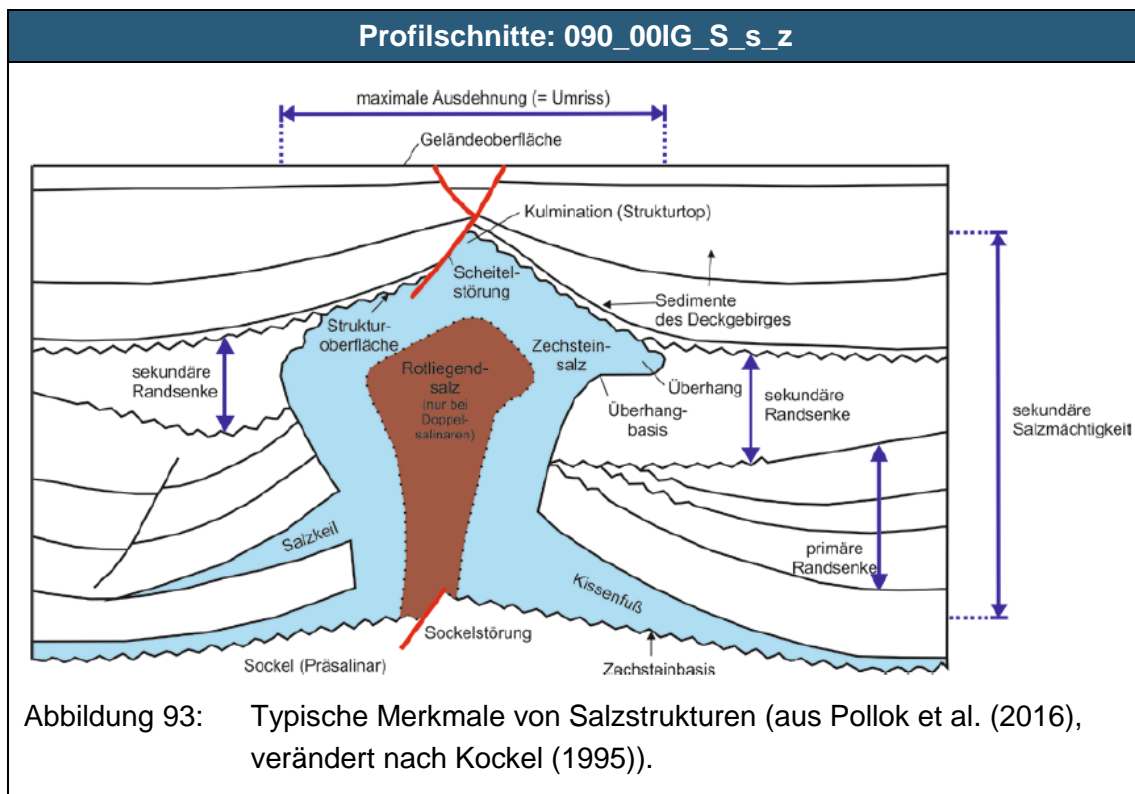 Profilschnitte: 090_00IG_S_s_z
maximale Ausdehnung (= Umriss)
Geländeoberfläche
Kulmination (Strukturtop)
Scheitel-
störung
Sedimente
des Deckgebirges
Struktur-
oberfläche
Zechstein-
salz
Rotliegend-
salz
(nur bei
Doppel-
salinaren)
Überhang
Überhang-
basis
sekundäre
Randsenke
sekundäre
Randsenke
sekundäre
Salzmächtigkeit
primäre
Randsenke
Salzkeil
Kissenfuß
Sockelstörung
Sockel (Präsalinar)
Zechsteinbasis
Abbildung 93: Typische Merkmale von Salzstrukturen (aus Pollok et al. (2016),
verändert nach Kockel (1995)).